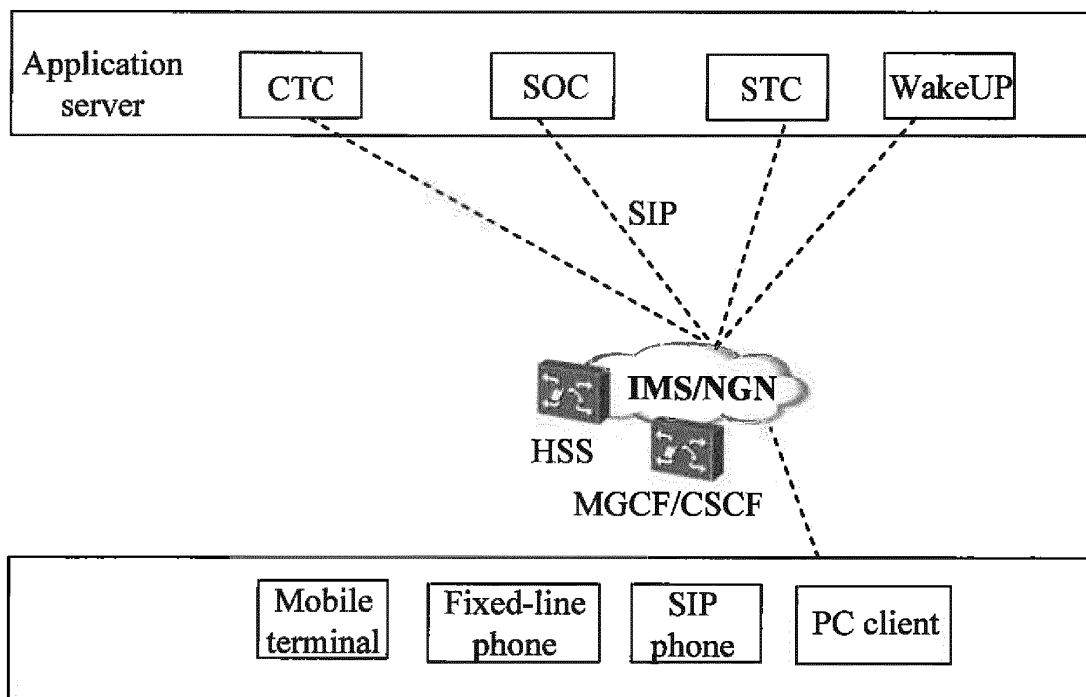 Application
server
CTC
SOC
STC
WakeUP
SIP
IMS/NGN
HSS
MGCF/CSCF
Mobile
terminal
Fixed-line
phone
SIP
phone
PC client